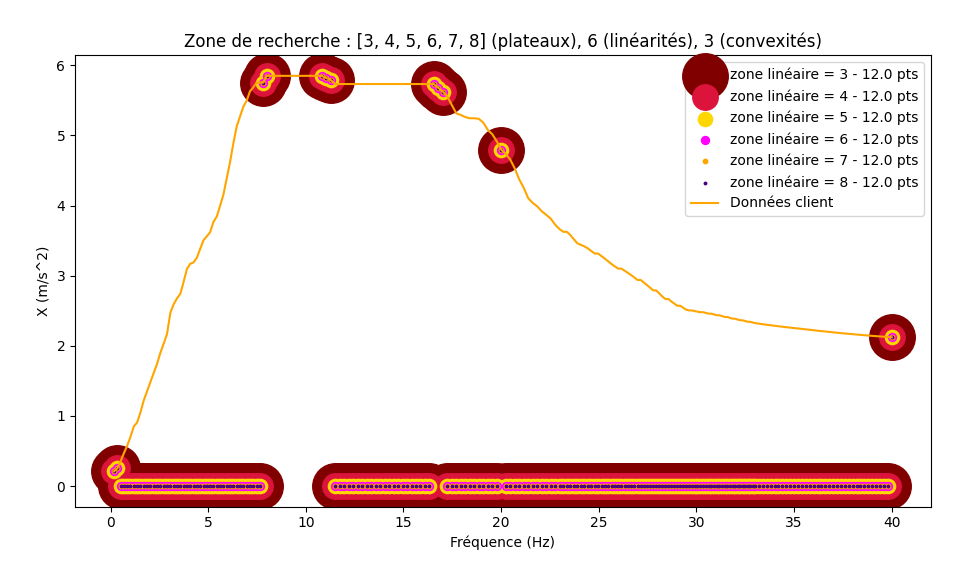 Zone de recherche : [3, 4, 5, 6, 7, 8] (plateaux), 6 (linéarités), 3 (convexités)
zone linéaire = 3 - 12.0 pts
zone linéaire = 4 - 12.0 pts
zone linéaire = 5 - 12.0 pts
zone linéaire = 6 - 12.0 pts
zone linéaire = 7 - 12.0 pts
zone linéaire = 8 - 12.0 pts
Données client
X (m/s^2)
6
5
4
3
2
1
0
0 5 10 15 20 25 30 35 40
Fréquence (Hz)